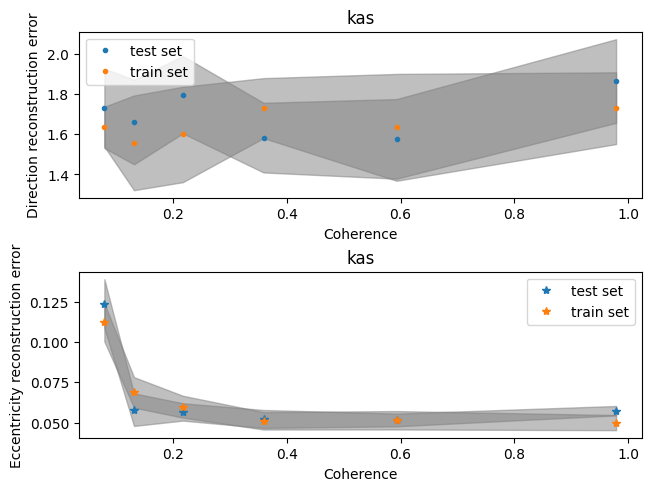 kas
Direction reconstruction error
2.0
1.8
1.6
1.4
test set
train set
0.2
0.4
0.6
0.8
1.0
Coherence
kas
Eccentricity reconstruction error
0.125
0.100
0.075
0.050
test set
train set
0.2
0.4
0.6
0.8
1.0
Coherence